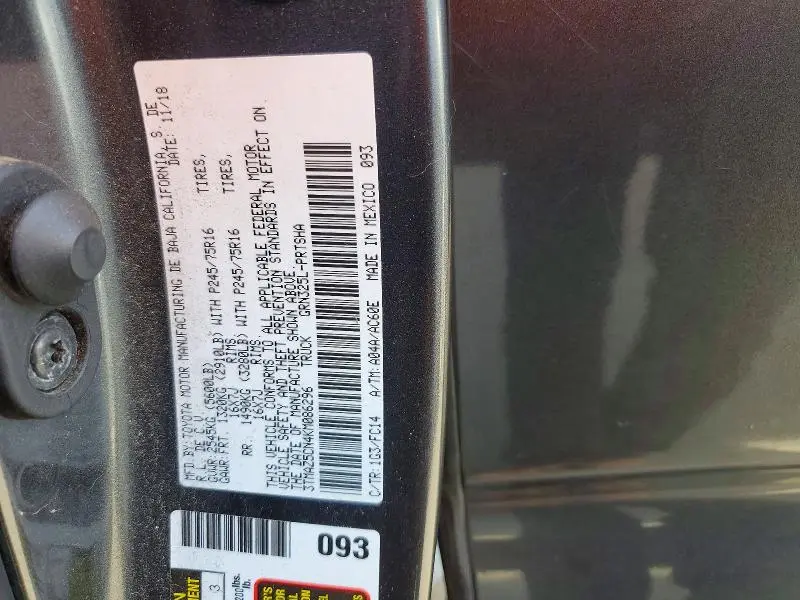 MFD.BY:TOYOTA MOTOR MANUFACTURING DE BAJA CALIFORNIA, S. DE
R. L. DE C.V. DATE: 11/18
GVWR:2545KG (5600LB)
GAWR:FRT. 1320KG (2910LB) WITH P245/75R16 TIRES,
16X7J RIMS.
RR. 1490KG (3280LB) WITH P245/75R16 TIRES,
16X7J RIMS.
THIS VEHICLE CONFORMS TO ALL APPLICABLE FEDERAL MOTOR
VEHICLE SAFETY AND THEFT PREVENTION STANDARDS IN EFFECT ON
THE DATE OF MANUFACTURE SHOWN ABOVE.
3TMAZ5CN4KM086296 TRUCK GRN325L-PRTSHA
C/TR:1G3/FC14 A/TM: A04A/AC60E MADE IN MEXICO 093
093